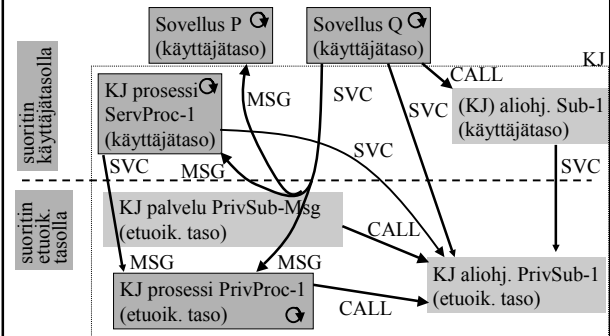 Sovellus P
(käyttäjätaso)
Sovellus Q
(käyttäjätaso)
KJ
suoritin
käyttäjätasolla
KJ prosessi
ServProc-1
(käyttäjätaso)
MSG
SVC
SVC
CALL
(KJ) aliohj. Sub-1
(käyttäjätaso)
SVC
MSG
SVC
SVC
suoritin
etuoik.
tasolla
KJ palvelu PrivSub-Msg
(etuoik. taso)
CALL
MSG
MSG
KJ prosessi PrivProc-1
(etuoik. taso)
CALL
KJ aliohj. PrivSub-1
(etuoik. taso)